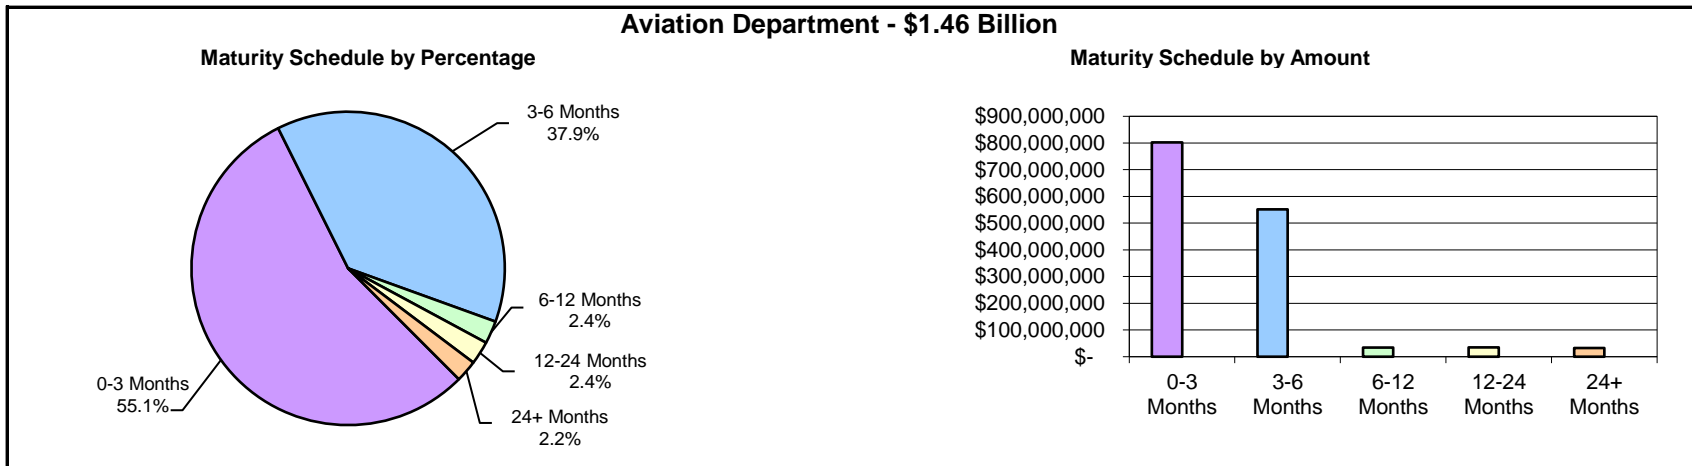 Aviation Department - $1.46 Billion
Maturity Schedule by Percentage
3-6 Months
37.9%
6-12 Months
2.4%
12-24 Months
2.4%
24+ Months
2.2%
0-3 Months
55.1%
Maturity Schedule by Amount
$900,000,000
$800,000,000
$700,000,000
$600,000,000
$500,000,000
$400,000,000
$300,000,000
$200,000,000
$100,000,000
$-
0-3
Months
3-6
Months
6-12
Months
12-24
Months
24+
Months